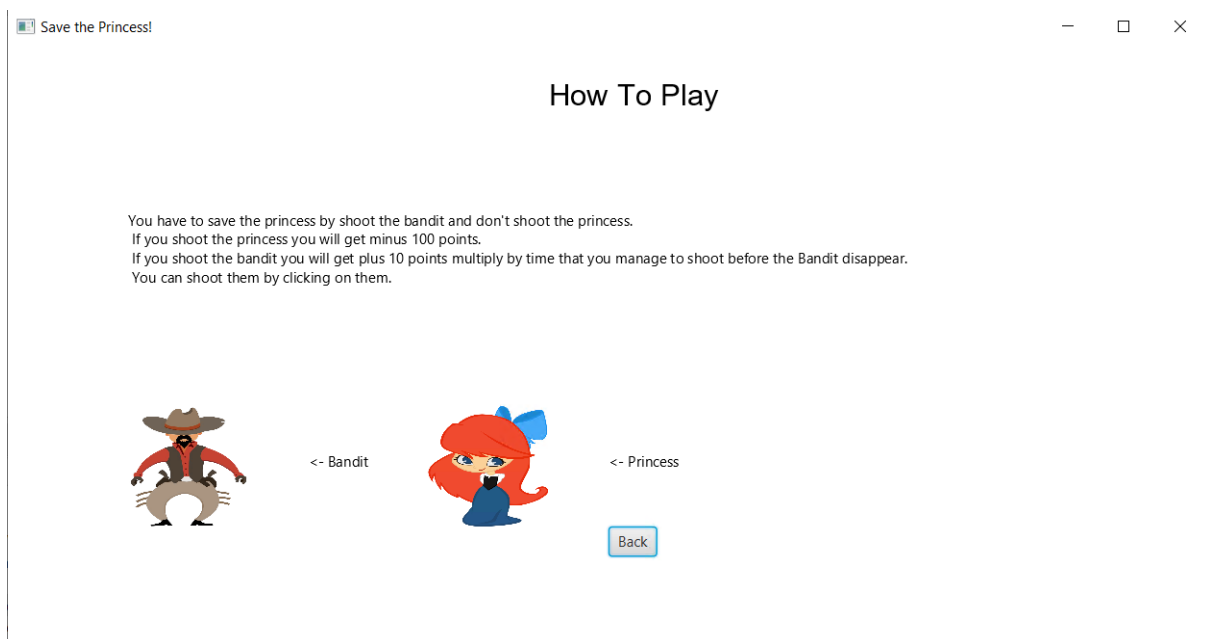 Save the Princess!
How To Play
You have to save the princess by shoot the bandit and don't shoot the princess.
If you shoot the princess you will get minus 100 points.
If you shoot the bandit you will get plus 10 points multiply by time that you manage to shoot before the Bandit disappear.
You can shoot them by clicking on them.
<- Bandit
<- Princess
Back